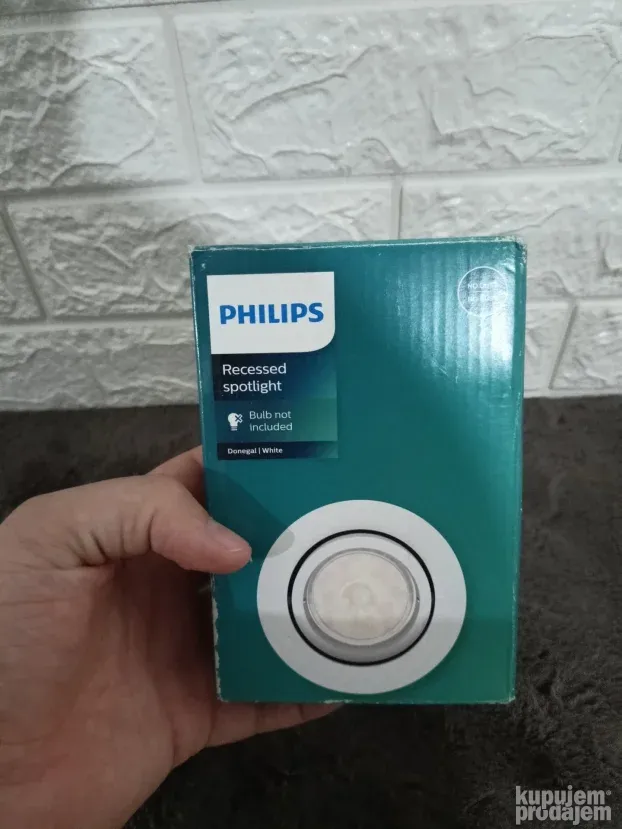 PHILIPS
Recessed
spotlight
Bulb not
included
Donegal | White
kupujem
prodajem